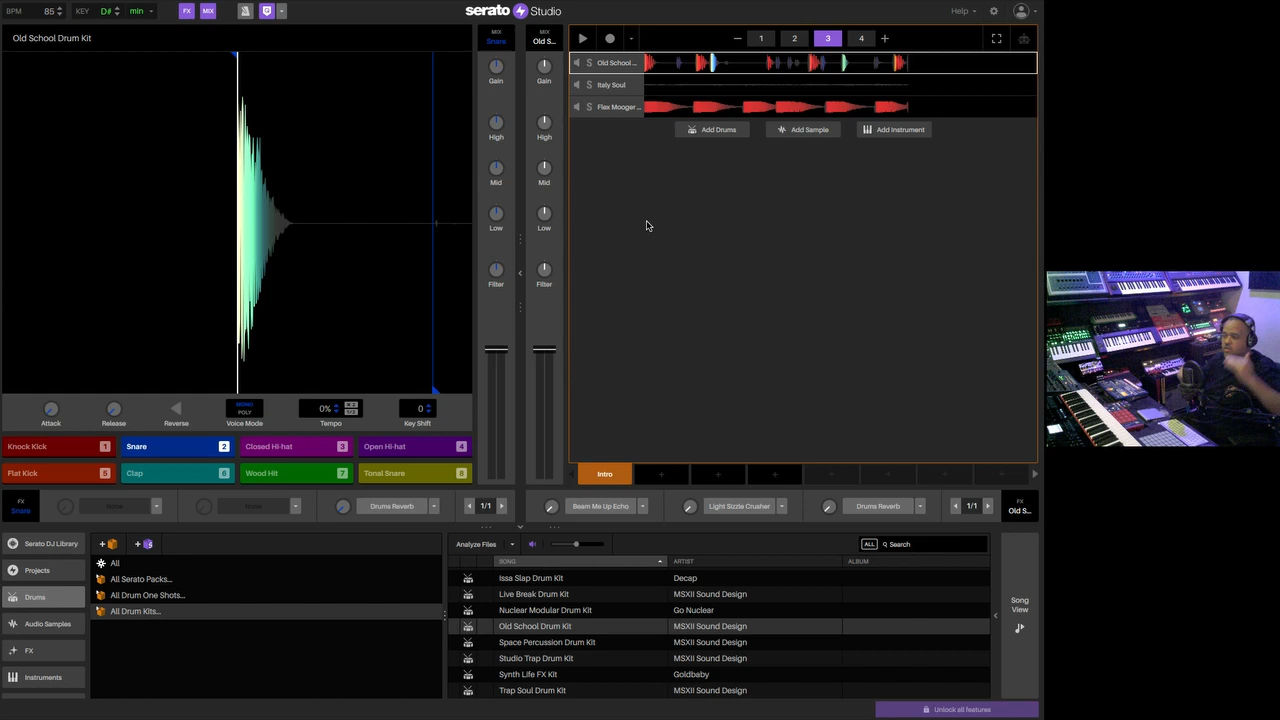 BPM 85 KEY D# min FX MIX serato Studio Help
Old School Drum Kit
MIX
Snare
MIX
Old S...
1 2 3 4
Old School ...
S
Italy Soul
S
Flex Mooger ...
S
Add Drums Add Sample Add Instrument
Gain Gain
High High
Mid Mid
Low Low
Filter Filter
MONO
POLY
0% X 2
1/2
0
Attack Release Reverse Voice Mode Tempo Key Shift
Knock Kick 1 Snare 2 Closed Hi-hat 3 Open Hi-hat 4
Flat Kick 5 Clap 6 Wood Hit 7 Tonal Snare 8
Intro + + + + + + +
FX
Snare
None None Drums Reverb 1/1 Beam Me Up Echo Light Sizzle Crusher Drums Reverb 1/1
FX
Old S...
Serato DJ Library
Projects
Drums
Audio Samples
FX
Instruments
+ +
All
All Serato Packs...
All Drum One Shots...
All Drum Kits...
Analyze Files ALL Search
SONG ARTIST ALBUM
Issa Slap Drum Kit Decap
Live Break Drum Kit MSXII Sound Design
Nuclear Modular Drum Kit Go Nuclear
Old School Drum Kit MSXII Sound Design
Space Percussion Drum Kit MSXII Sound Design
Studio Trap Drum Kit MSXII Sound Design
Synth Life FX Kit Goldbaby
Trap Soul Drum Kit MSXII Sound Design
Song
View
Unlock all features